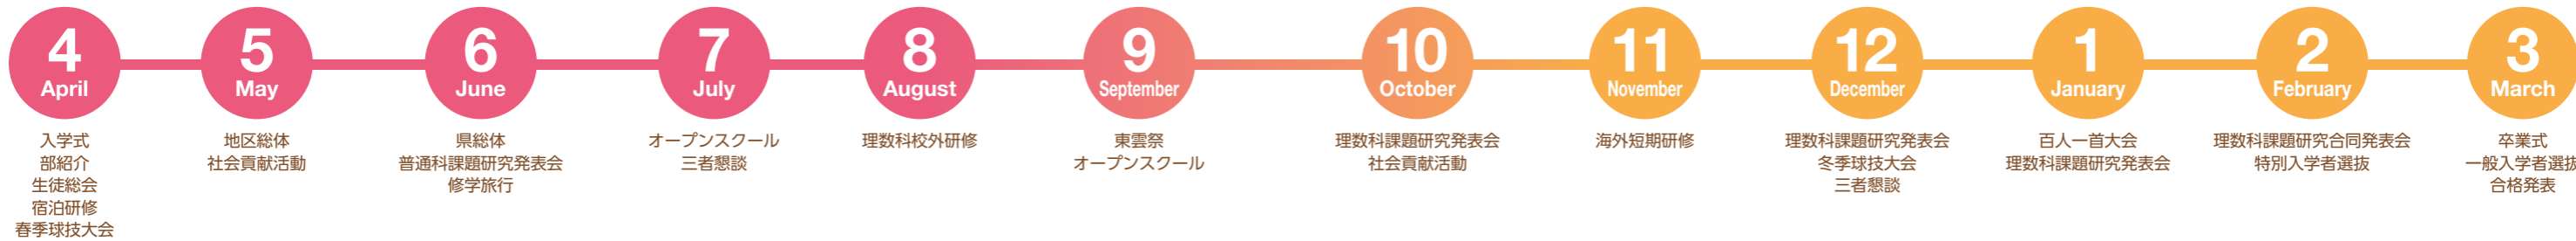 4
April
入学式
部紹介
生徒総会
宿泊研修
春季球技大会
5
May
地区総体
社会貢献活動
6
June
県総体
普通科課題研究発表会
修学旅行
7
July
オープンスクール
三者懇談
8
August
理数科校外研修
9
September
東雲祭
オープンスクール
10
October
理数科課題研究発表会
社会貢献活動
11
November
海外短期研修
12
December
理数科課題研究発表会
冬季球技大会
三者懇談
1
January
百人一首大会
理数科課題研究発表会
2
February
理数科課題研究合同発表会
特別入学者選抜
3
March
卒業式
一般入学者選抜
合格発表